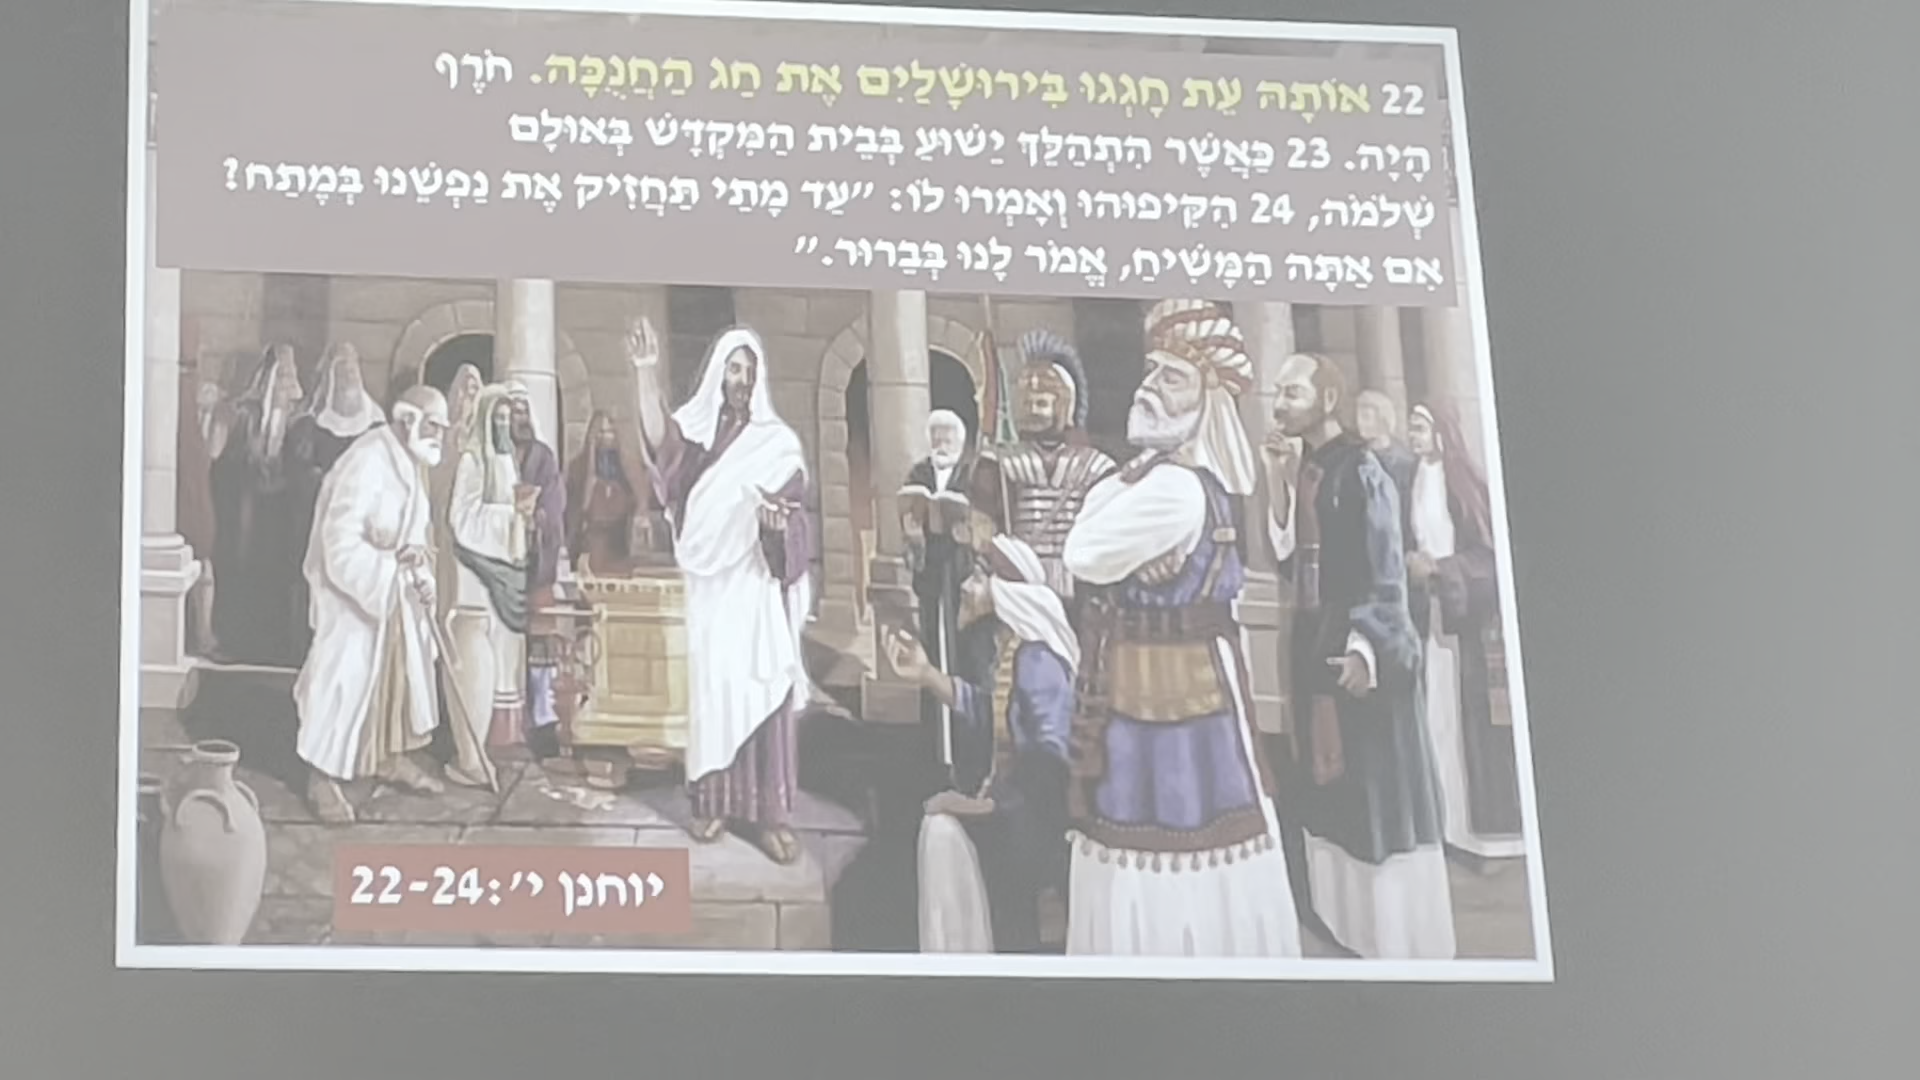 22 אוֹתָהּ עֵת חָגְגוּ בִּירוּשָׁלַיִם אֶת חַג הַחֲנֻכָּה. חֹרֶף
הָיָה. 23 כַּאֲשֶׁר הִתְהַלֵּךְ יֵשׁוּעַ בְּבֵית הַמִּקְדָּשׁ בְּאוּלָם
שְׁלֹמֹה, 24 הִקִּיפוּהוּ וְאָמְרוּ לוֹ: ״עַד מָתַי תַּחֲזִיק אֶת נַפְשֵׁנוּ בְּמֶתַח?
אִם אַתָּה הַמָּשִׁיחַ, אֱמֹר לָנוּ בְּבֵרוּר.״
יוחנן י׳:22-24